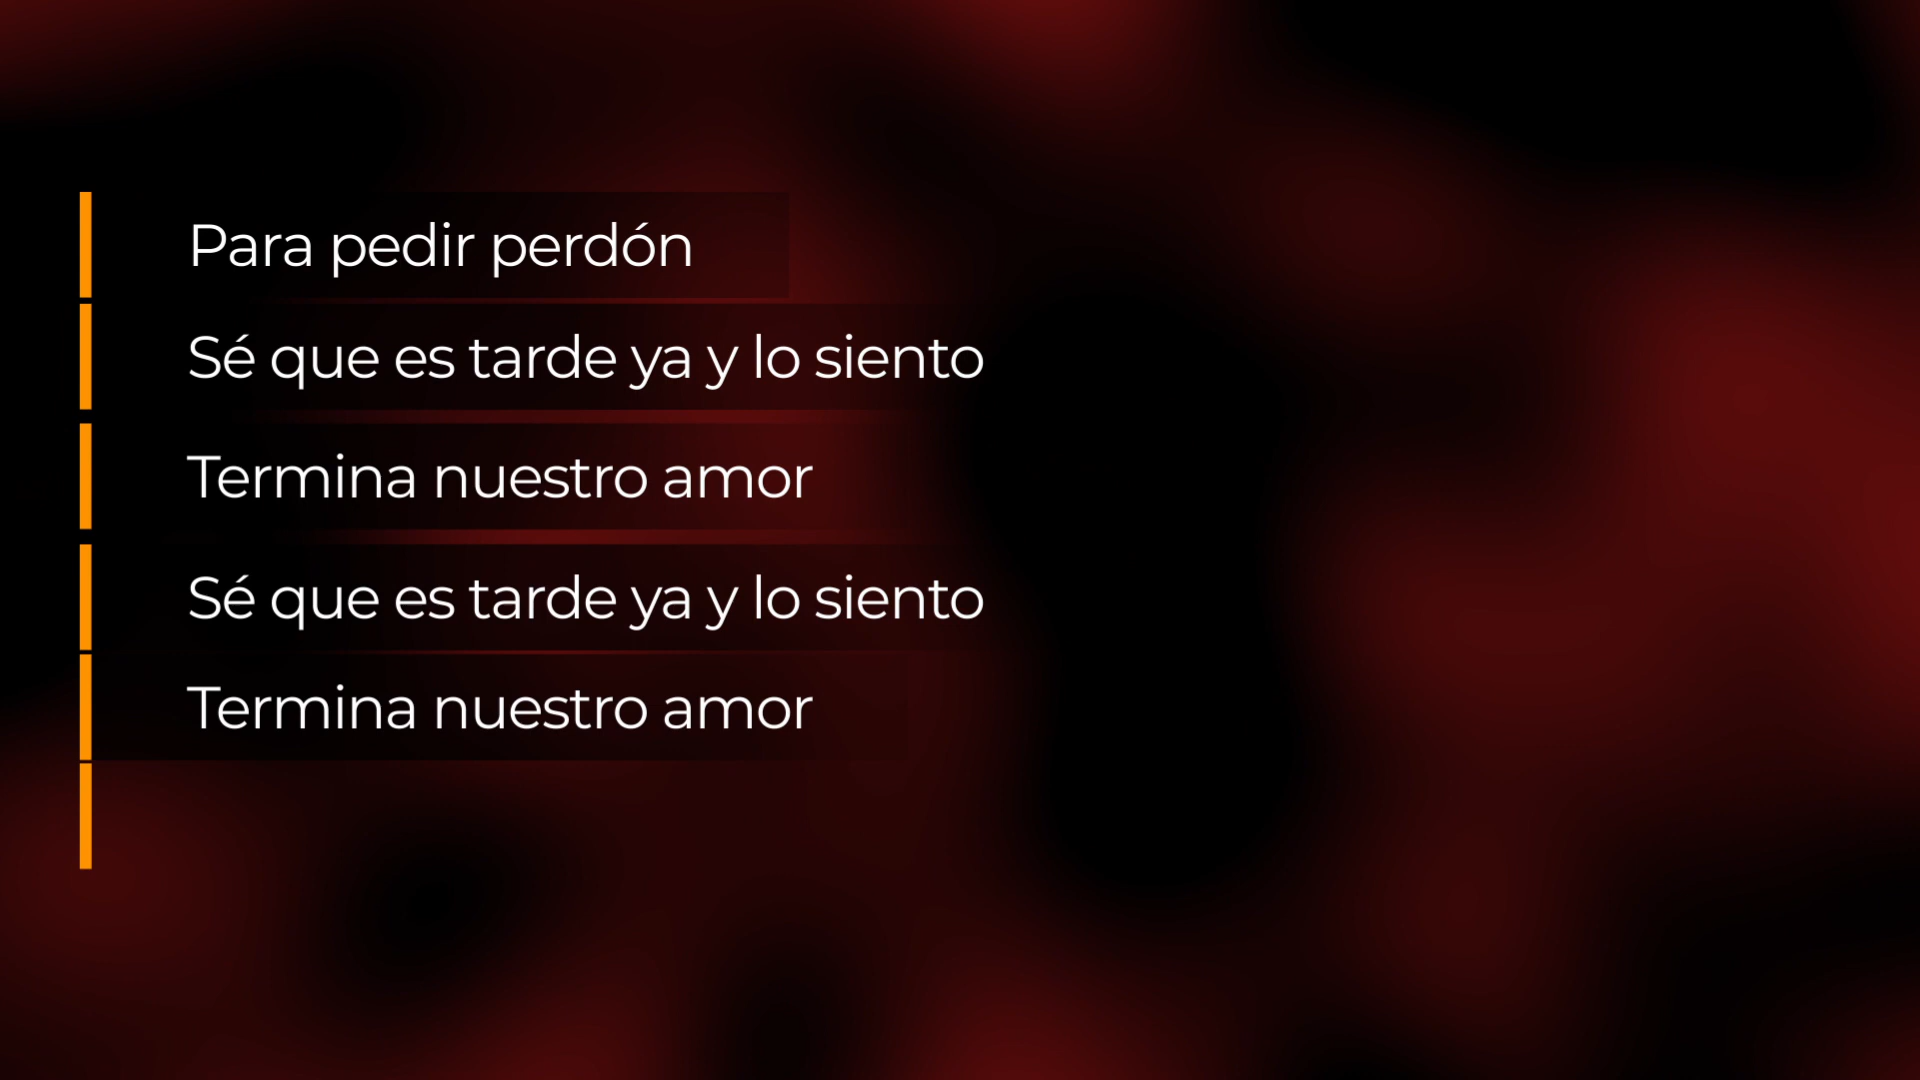 Para pedir perdón
Sé que es tarde ya y lo siento
Termina nuestro amor
Sé que es tarde ya y lo siento
Termina nuestro amor